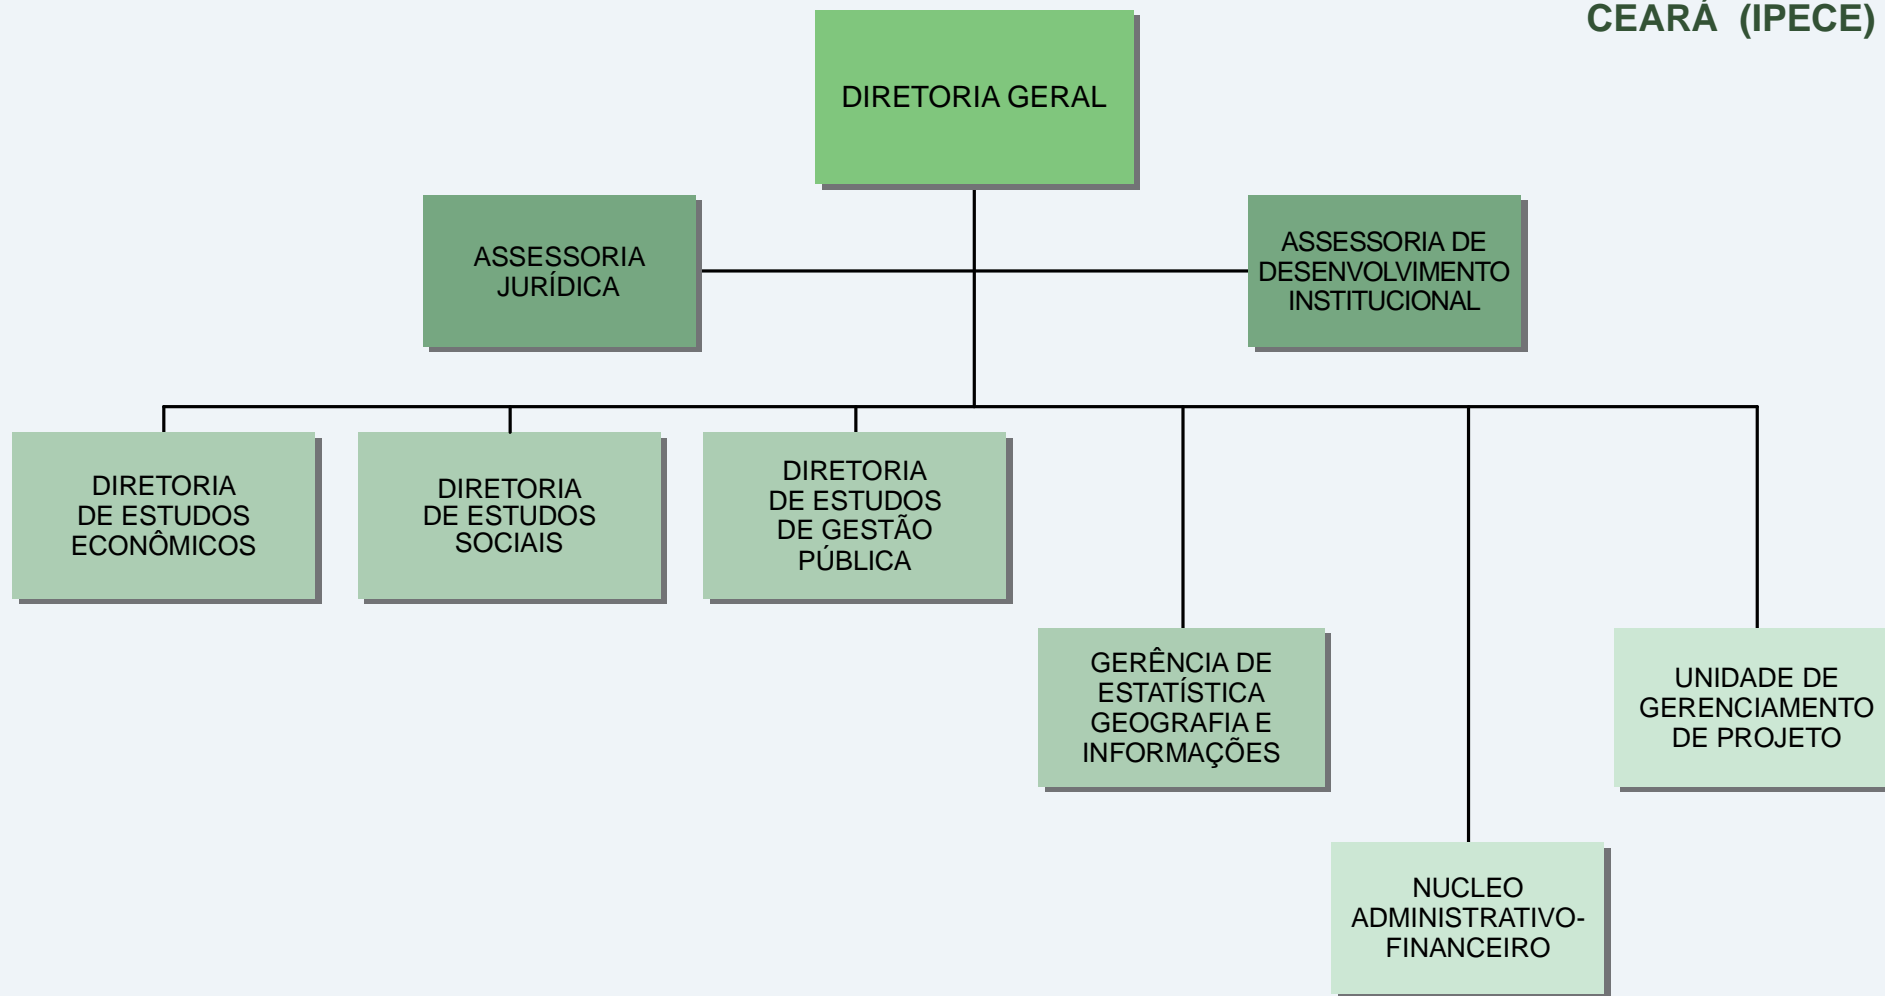 CEARÁ (IPECE)
DIRETORIA GERAL
ASSESSORIA
JURÍDICA
ASSESSORIA DE
DESENVOLVIMENTO
INSTITUCIONAL
DIRETORIA
DE ESTUDOS
ECONÔMICOS
DIRETORIA
DE ESTUDOS
SOCIAIS
DIRETORIA
DE ESTUDOS
DE GESTÃO
PÚBLICA
GERÊNCIA DE
ESTATÍSTICA
GEOGRAFIA E
INFORMAÇÕES
UNIDADE DE
GERENCIAMENTO
DE PROJETO
NUCLEO
ADMINISTRATIVO-
FINANCEIRO